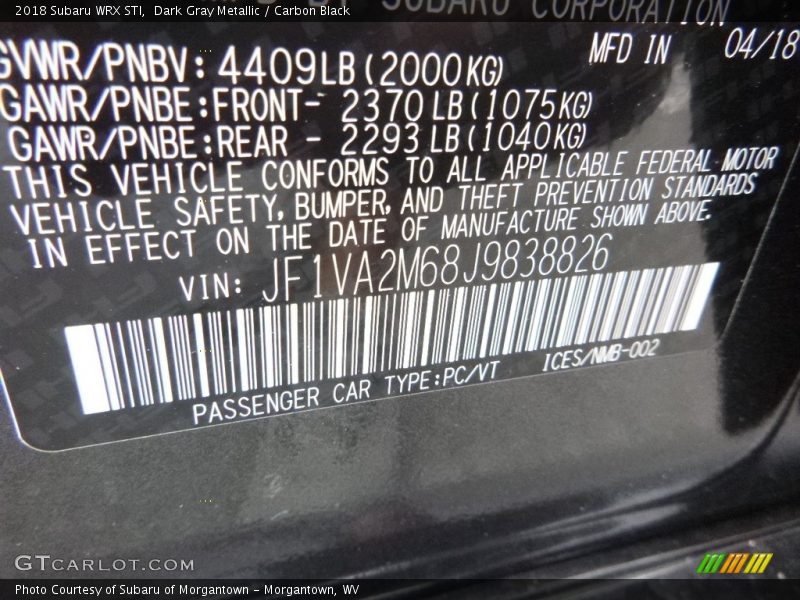 2018 Subaru WRX STI, Dark Gray Metallic / Carbon Black
SUBARU CORPORATION
MFD IN 04/18
GVWR/PNBV: 4409LB(2000KG)
GAWR/PNBE:FRONT- 2370LB(1075KG)
GAWR/PNBE:REAR - 2293LB(1040KG)
THIS VEHICLE CONFORMS TO ALL APPLICABLE FEDERAL MOTOR
VEHICLE SAFETY, BUMPER, AND THEFT PREVENTION STANDARDS
IN EFFECT ON THE DATE OF MANUFACTURE SHOWN ABOVE.
VIN: JF1VA2M68J9838826
PASSENGER CAR TYPE:PC/VT ICES/NMB-002
GTCARLOT.COM
Photo Courtesy of Subaru of Morgantown - Morgantown, WV